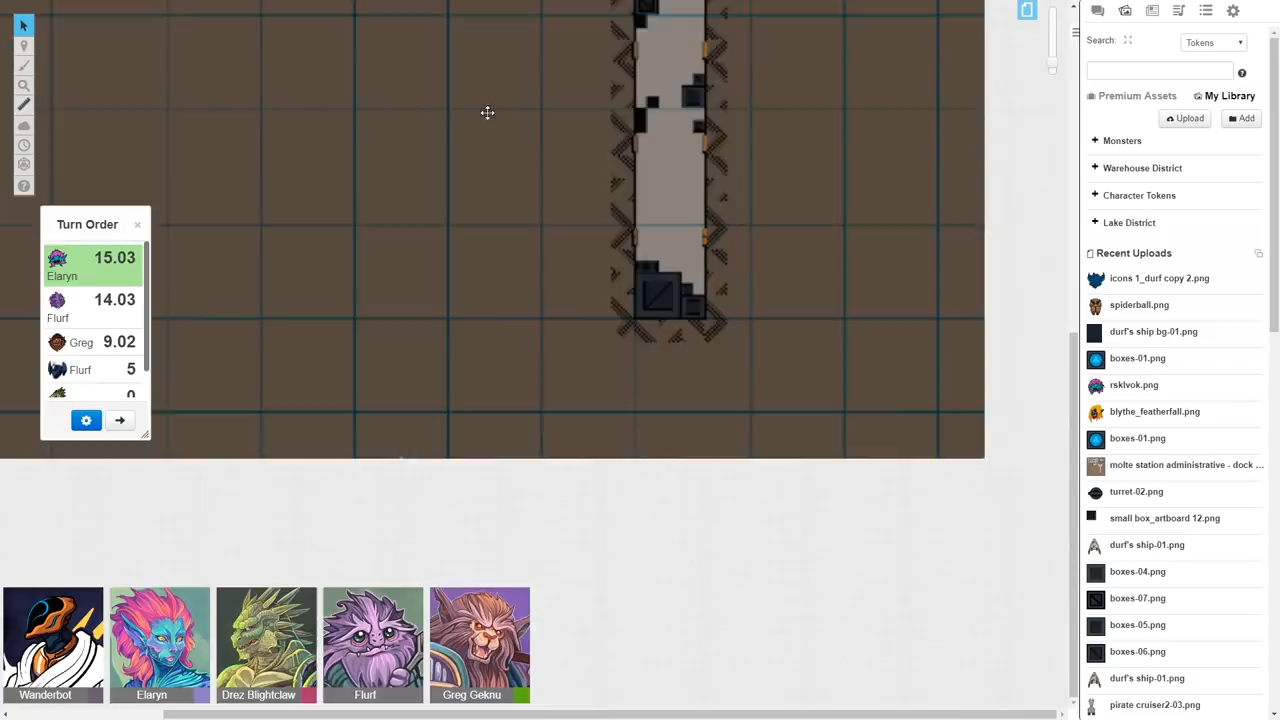 Search:
Tokens
Premium Assets
My Library
Upload
Add
Monsters
Warehouse District
Character Tokens
Lake District
Recent Uploads
icons 1_durf copy 2.png
spiderball.png
durf's ship bg-01.png
boxes-01.png
rsklvok.png
blythe_featherfall.png
boxes-01.png
molte station administrative - dock ...
turret-02.png
small box_artboard 12.png
durf's ship-01.png
boxes-04.png
boxes-07.png
boxes-05.png
boxes-06.png
durf's ship-01.png
pirate cruiser2-03.png
Turn Order
15.03
Elaryn
14.03
Flurf
Greg 9.02
Flurf 5
0
Wanderbot
Elaryn
Drez Blightclaw
Flurf
Greg Geknu